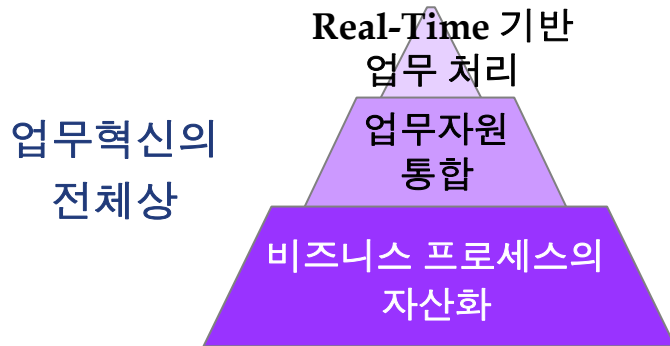 Real-Time 기반
업무 처리
업무자원
통합
업무혁신의
전체상
비즈니스 프로세스의
자산화